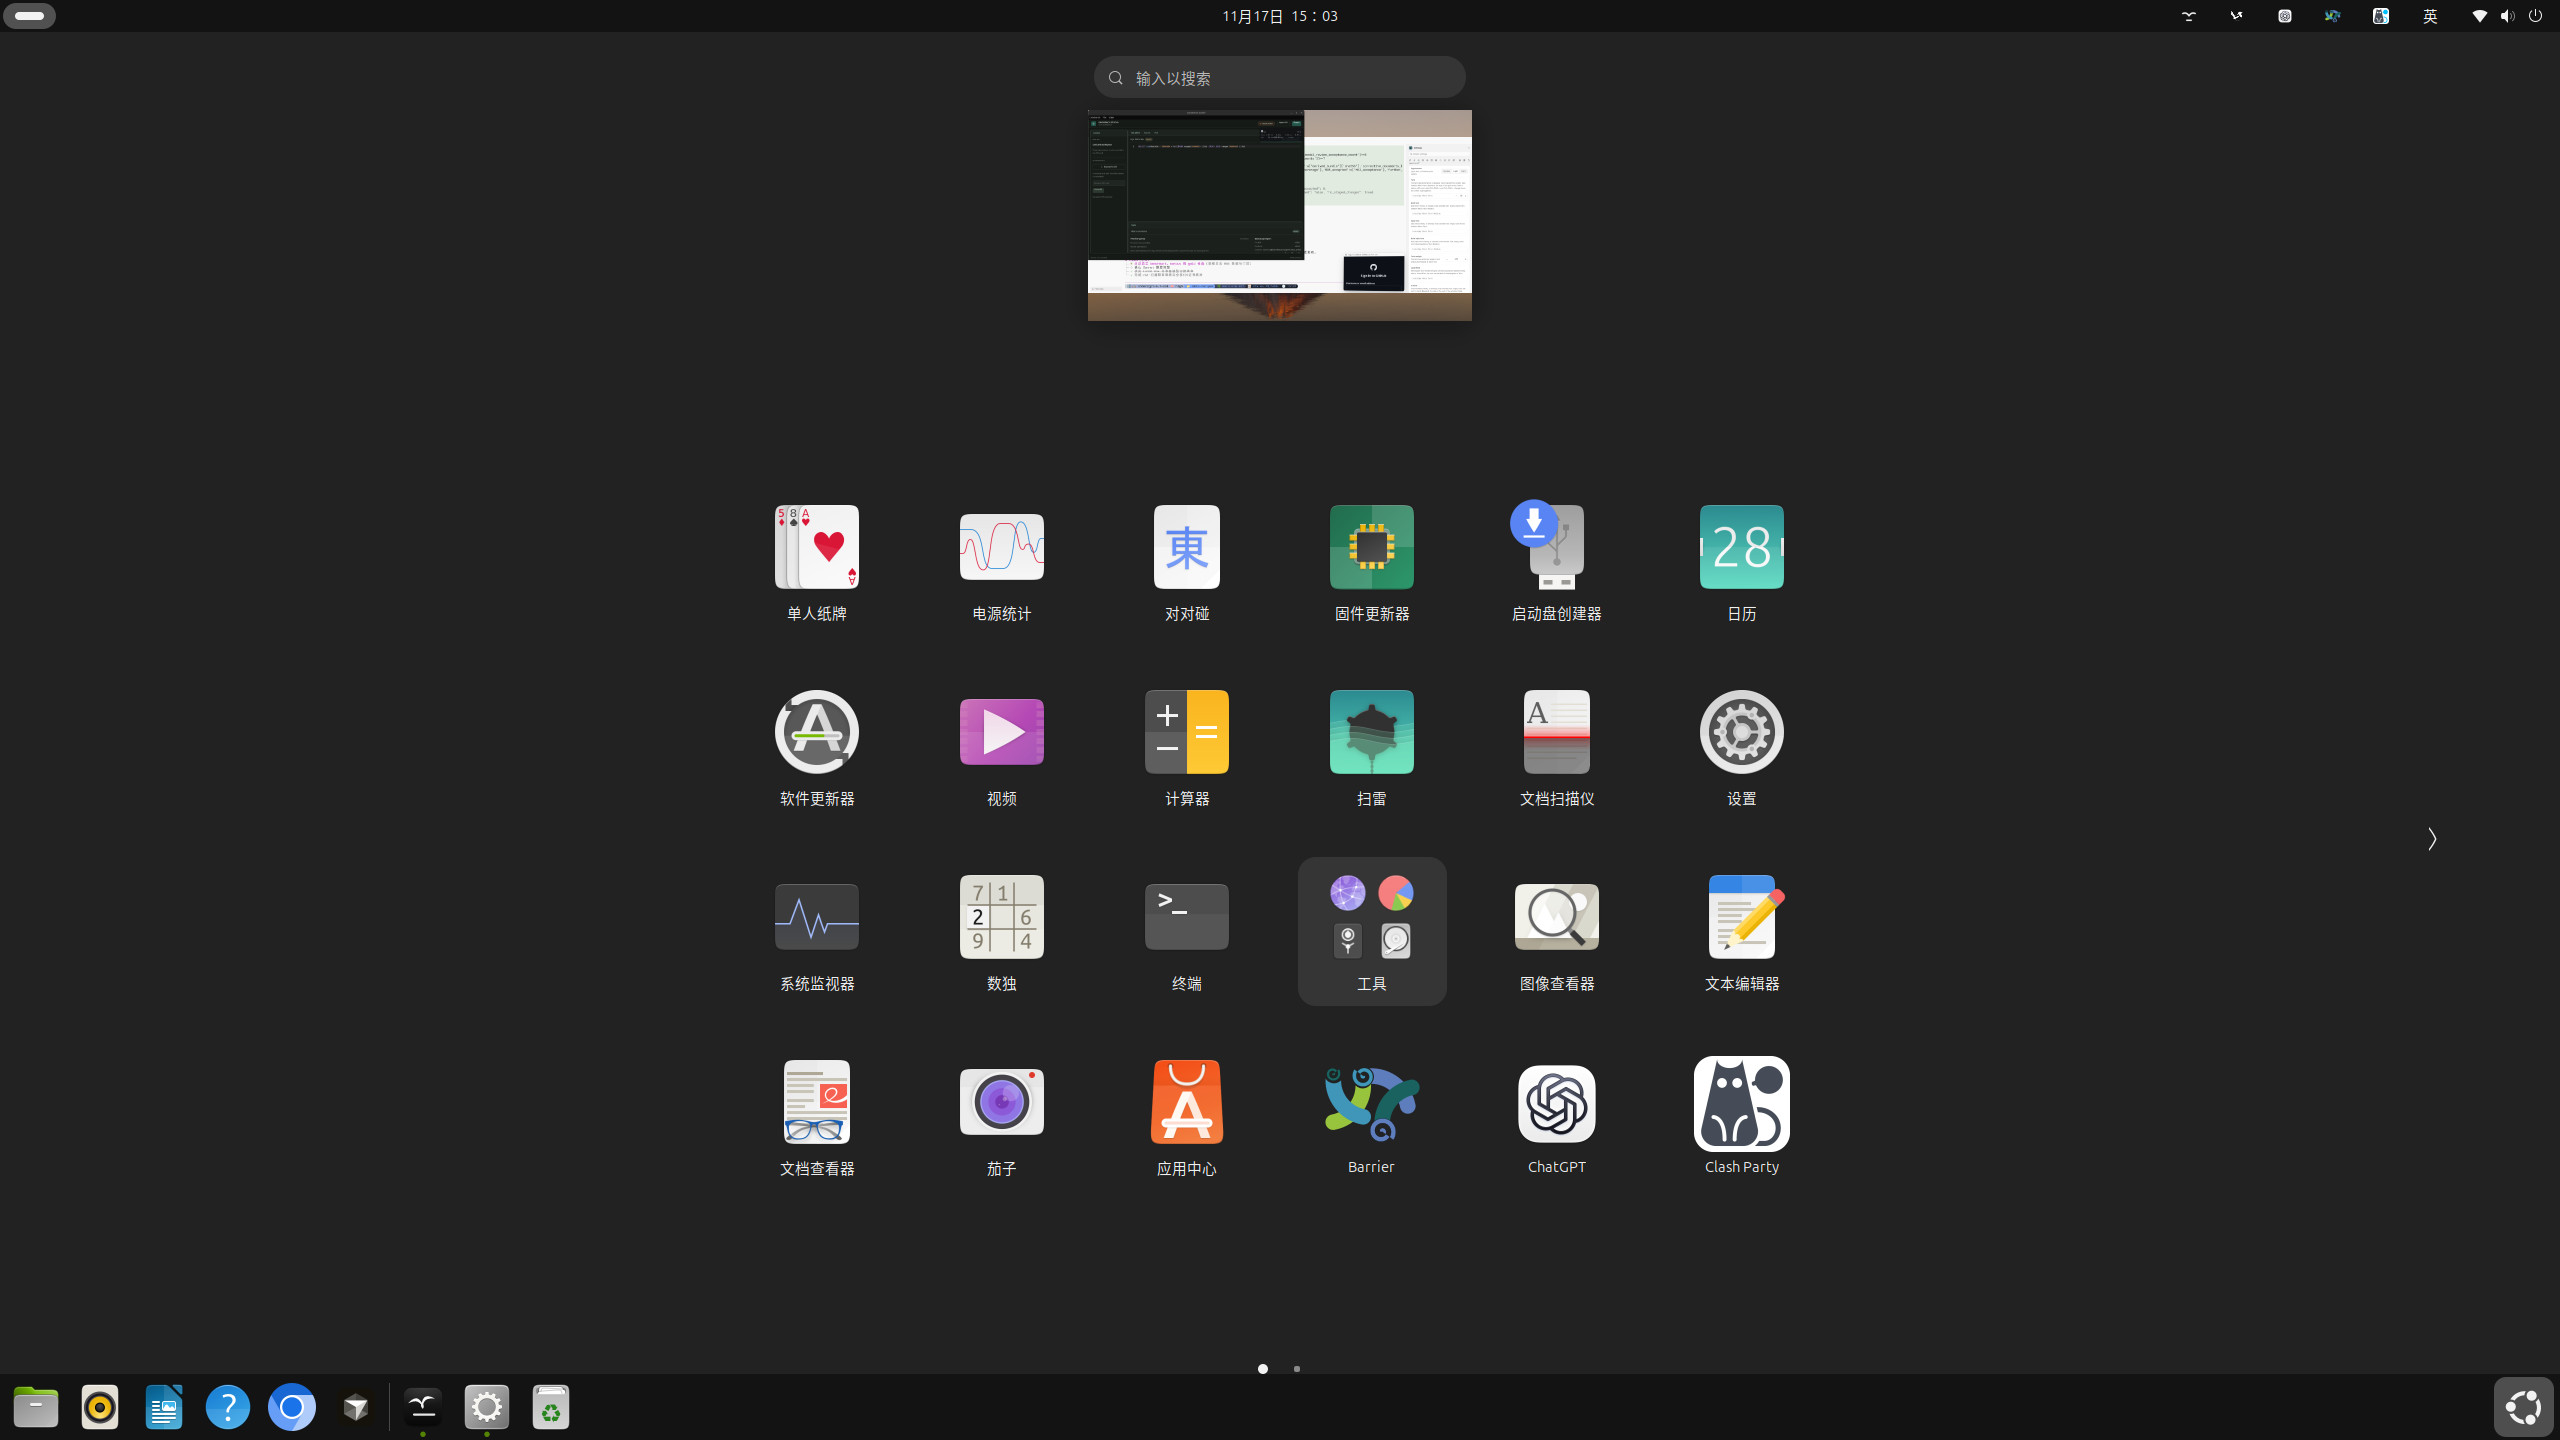 11月17日 15：03
英
输入以搜索
单人纸牌
电源统计
对对碰
固件更新器
启动盘创建器
日历
软件更新器
视频
计算器
扫雷
文档扫描仪
设置
系统监视器
数独
终端
工具
图像查看器
文本编辑器
文档查看器
茄子
应用中心
Barrier
ChatGPT
Clash Party